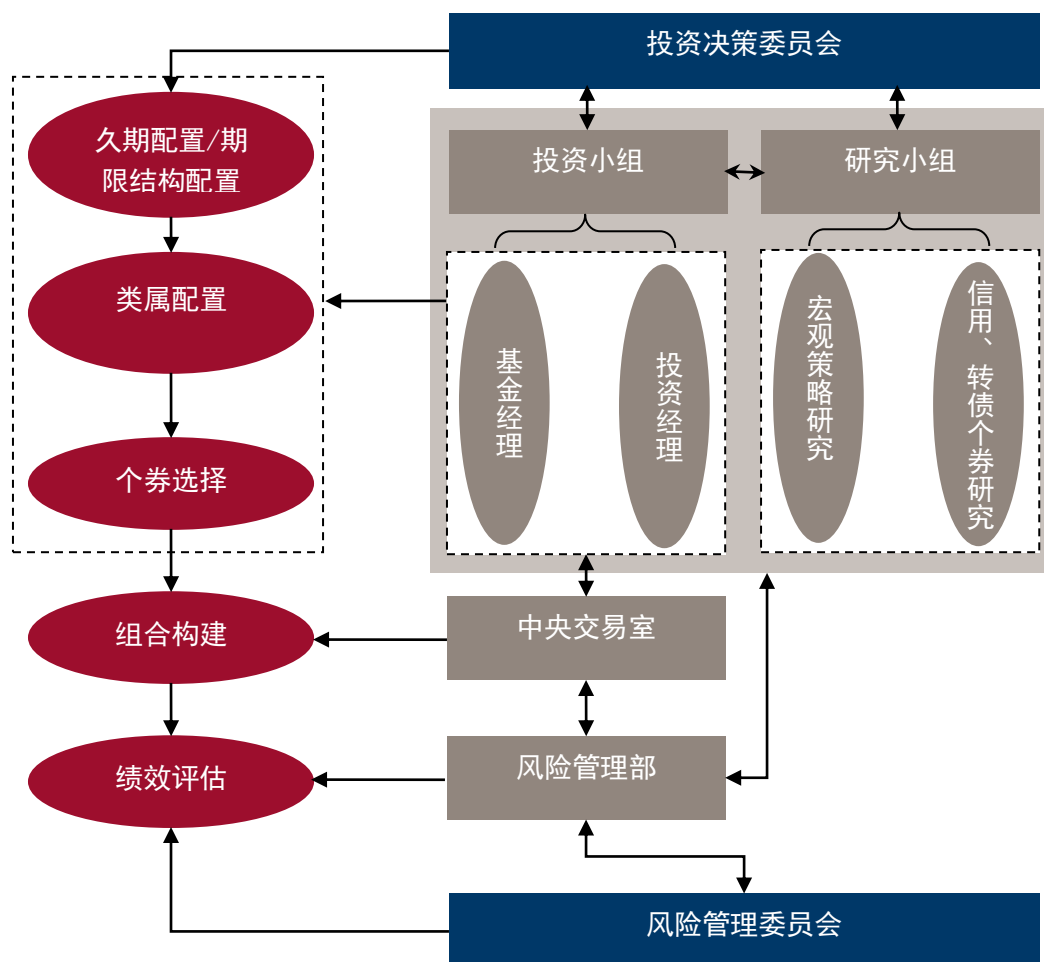 投资决策委员会
久期配置/期
限结构配置
投资小组
研究小组
类属配置
基金经理
投资经理
宏观策略研究
信用、转债个券研究
个券选择
组合构建
中央交易室
绩效评估
风险管理部
风险管理委员会